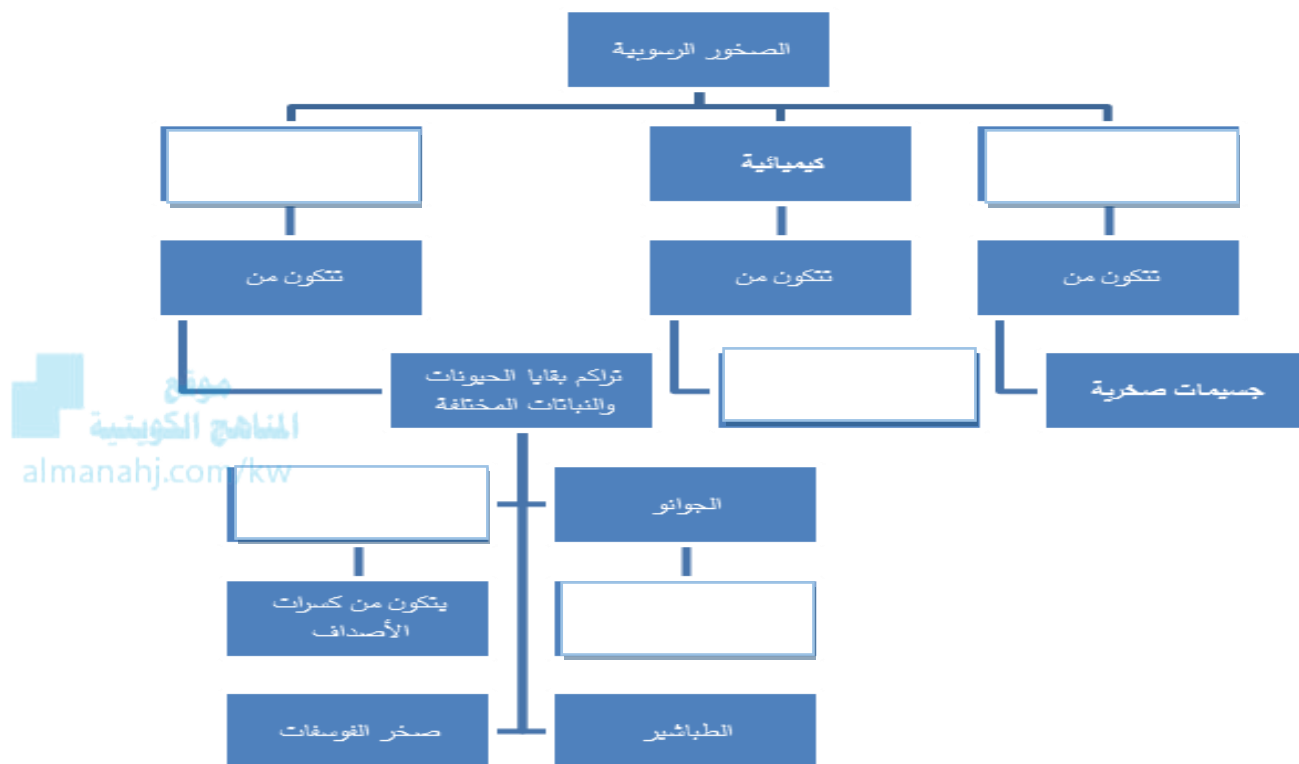 الصخور الرسوبية
كيميائية
تتكون من
تتكون من
تتكون من
جسيمات صخرية
تراكم بقايا الحيونات
والنباتات المختلفة
موقع
المناهج الكويتية
almanahj.com/kw
الجوانو
يتكون من كسرات
الأصداف
الطباشير
صخر الفوسفات